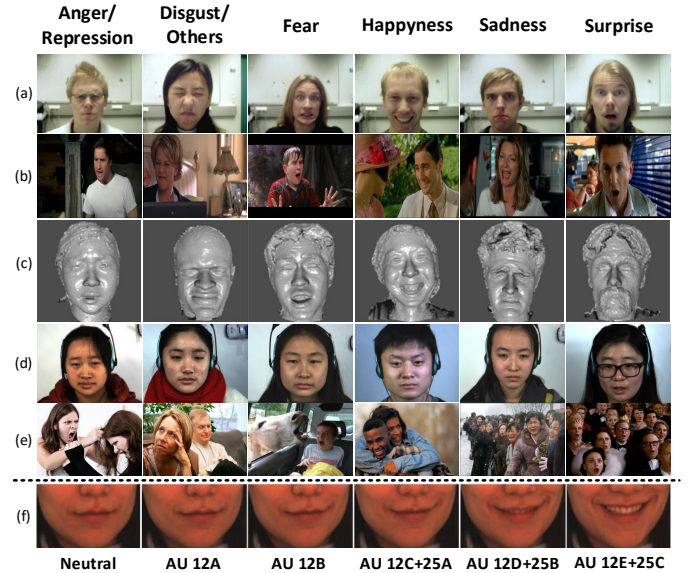 Anger/ Repression
Disgust/ Others
Fear
Happyness
Sadness
Surprise
(a)
(b)
(c)
(d)
(e)
(f)
Neutral
AU 12A
AU 12B
AU 12C+25A
AU 12D+25B
AU 12E+25C